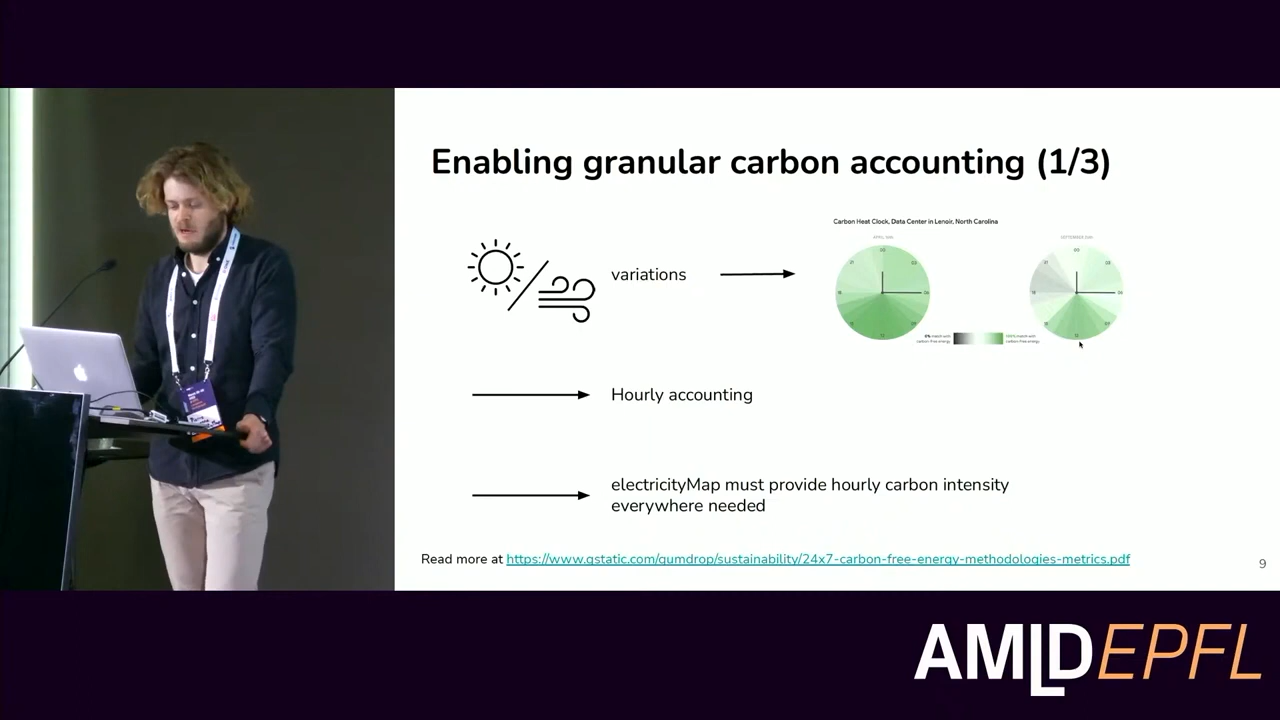 Enabling granular carbon accounting (1/3)
Carbon Heat Clock, Data Center in Lenoir, North Carolina
variations
Hourly accounting
electricityMap must provide hourly carbon intensity
everywhere needed
Read more at https://www.gstatic.com/gumdrop/sustainability/24x7-carbon-free-energy-methodologies-metrics.pdf
9
AMLDEPFL